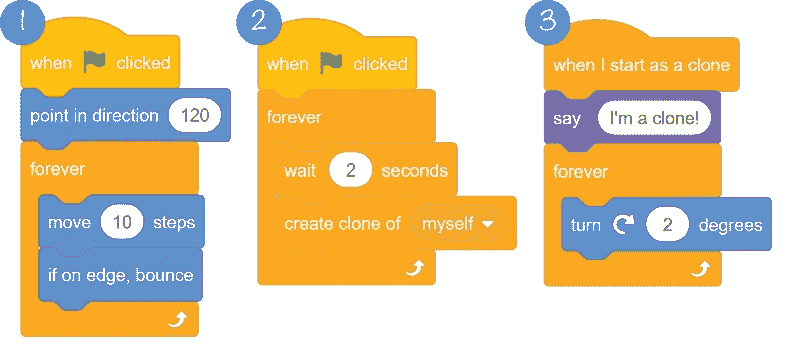 1
when clicked
point in direction 120
forever
move 10 steps
if on edge, bounce
2
when clicked
forever
wait 2 seconds
create clone of myself
3
when I start as a clone
say I'm a clone!
forever
turn 2 degrees